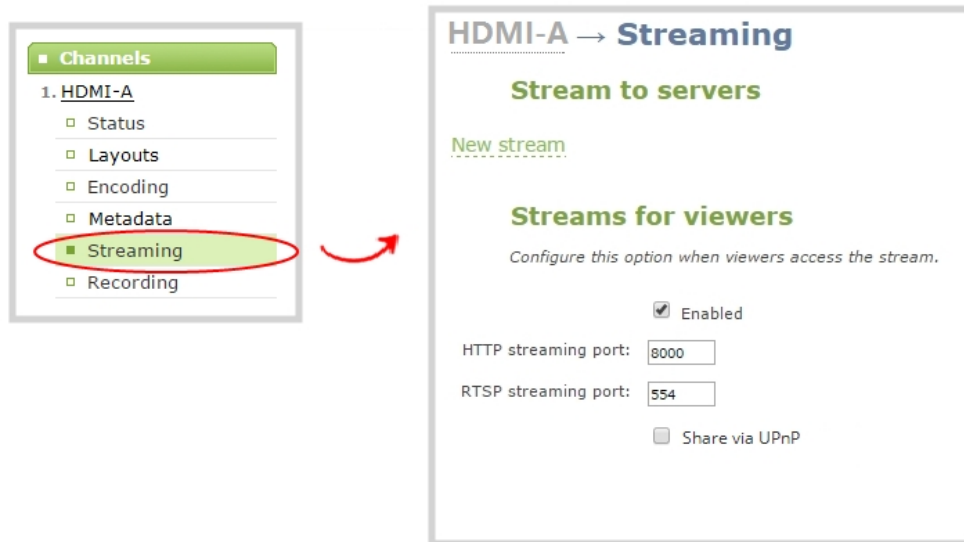 Channels
1. HDMI-A
Status
Layouts
Encoding
Metadata
Streaming
Recording
HDMI-A → Streaming
Stream to servers
New stream
Streams for viewers
Configure this option when viewers access the stream.
Enabled
HTTP streaming port: 8000
RTSP streaming port: 554
Share via UPnP